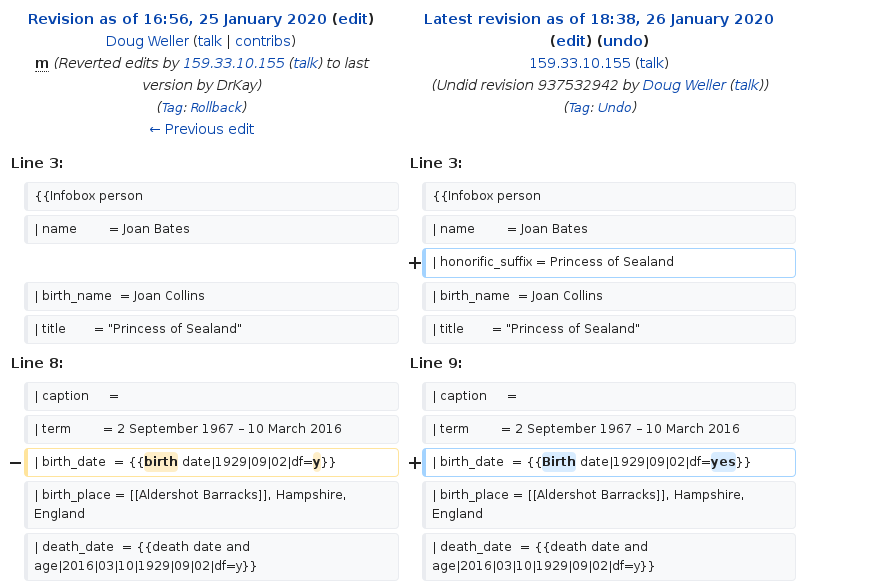 Revision as of 16:56, 25 January 2020 (edit)
Doug Weller (talk | contribs)
m (Reverted edits by 159.33.10.155 (talk) to last
version by DrKay)
(Tag: Rollback)
← Previous edit
Latest revision as of 18:38, 26 January 2020
(edit) (undo)
159.33.10.155 (talk)
(Undid revision 937532942 by Doug Weller (talk))
(Tag: Undo)
Line 3:
Line 3:
{{Infobox person
{{Infobox person
| name        = Joan Bates
| name        = Joan Bates
+ | honorific_suffix = Princess of Sealand
| birth_name  = Joan Collins
| birth_name  = Joan Collins
| title       = "Princess of Sealand"
| title       = "Princess of Sealand"
Line 8:
Line 9:
| caption     =
| caption     =
| term        = 2 September 1967 – 10 March 2016
| term        = 2 September 1967 – 10 March 2016
− | birth_date  = {{birth date|1929|09|02|df=y}}
+ | birth_date  = {{Birth date|1929|09|02|df=yes}}
| birth_place = [[Aldershot Barracks]], Hampshire,
England
| birth_place = [[Aldershot Barracks]], Hampshire,
England
| death_date  = {{death date and
age|2016|03|10|1929|09|02|df=y}}
| death_date  = {{death date and
age|2016|03|10|1929|09|02|df=y}}